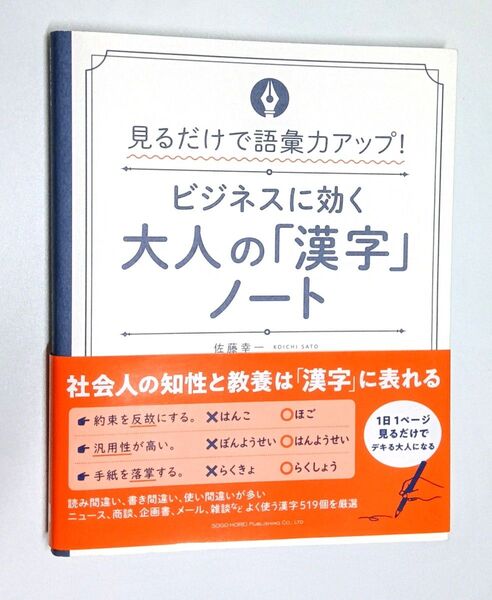 見るだけで語彙力アップ!
ビジネスに効く
大人の「漢字」
ノート
佐藤幸一 KOICHI SATO
社会人の知性と教養は「漢字」に表れる
約束を反故にする。 ×はんこ ○ほご
汎用性が高い。 ×ぼんようせい ○はんようせい
手紙を落掌する。 ×らくきょ ○らくしょう
1日1ページ
見るだけで
デキる大人になる
読み間違い、書き間違い、使い間違いが多い
ニュース、商談、企画書、メール、雑談など よく使う漢字519個を厳選
SOGO HOREI Publishing Co., Ltd